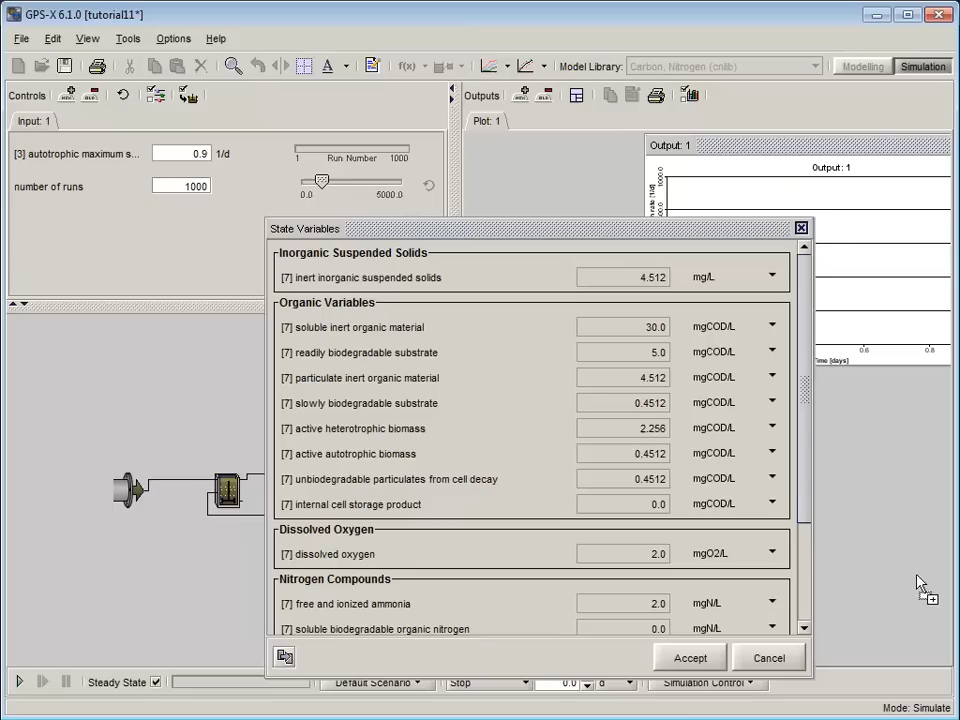 GPS-X 6.1.0 [tutorial11*]
File Edit View Tools Options Help
A f(x) Model Library: Carbon, Nitrogen (cnlib) Modelling Simulation
Controls
Outputs
Input: 1
Plot: 1
[3] autotrophic maximum s... 0.9 1/d
1 Run Number 1000
number of runs 1000
0.0 5000.0
Output: 1
Output: 1
1000.0
rate [1/d]
0.6 0.8
Time [days]
State Variables
Inorganic Suspended Solids
[7] inert inorganic suspended solids 4.512 mg/L
Organic Variables
[7] soluble inert organic material 30.0 mgCOD/L
[7] readily biodegradable substrate 5.0 mgCOD/L
[7] particulate inert organic material 4.512 mgCOD/L
[7] slowly biodegradable substrate 0.4512 mgCOD/L
[7] active heterotrophic biomass 2.256 mgCOD/L
[7] active autotrophic biomass 0.4512 mgCOD/L
[7] unbiodegradable particulates from cell decay 0.4512 mgCOD/L
[7] internal cell storage product 0.0 mgCOD/L
Dissolved Oxygen
[7] dissolved oxygen 2.0 mgO2/L
Nitrogen Compounds
[7] free and ionized ammonia 2.0 mgN/L
[7] soluble biodegradable organic nitrogen 0.0 mgN/L
Accept Cancel
Steady State Default Scenario Stop 0.0 d Simulation Control
Mode: Simulate